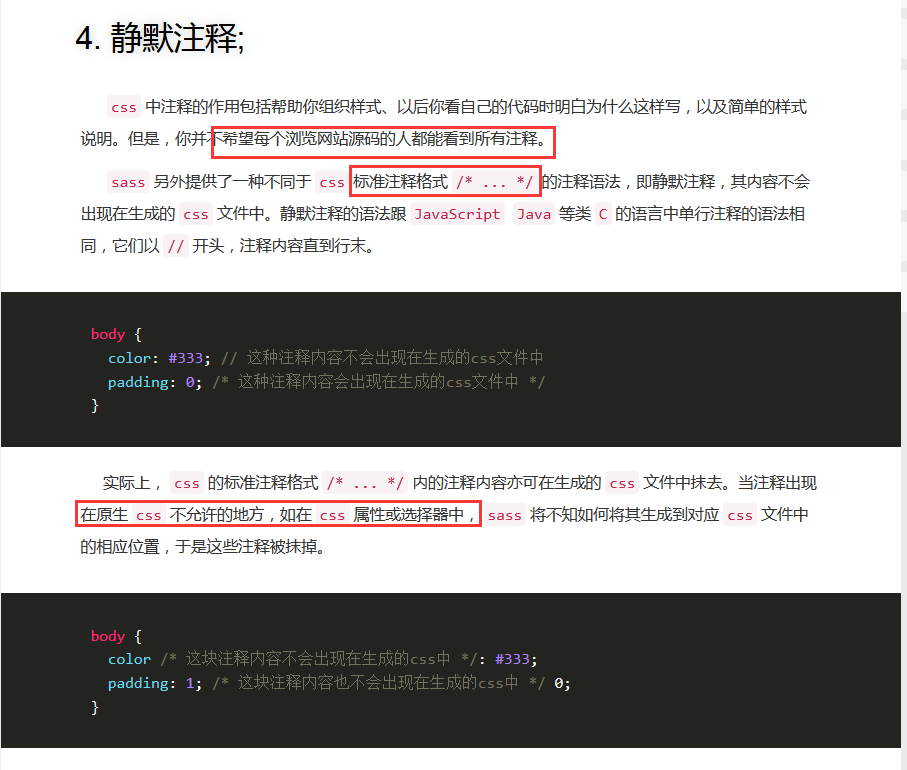 4. 静默注释;
css 中注释的作用包括帮助你组织样式、以后你看自己的代码时明白为什么这样写，以及简单的样式
说明。但是，你并不希望每个浏览网站源码的人都能看到所有注释。
sass 另外提供了一种不同于 css 标准注释格式 /* ... */ 的注释语法，即静默注释，其内容不会
出现在生成的 css 文件中。静默注释的语法跟 JavaScript Java 等类 C 的语言中单行注释的语法相
同，它们以 // 开头，注释内容直到行末。
body {
color: #333; // 这种注释内容不会出现在生成的css文件中
padding: 0; /* 这种注释内容会出现在生成的css文件中 */
}
实际上， css 的标准注释格式 /* ... */ 内的注释内容亦可在生成的 css 文件中抹去。当注释出现
在原生 css 不允许的地方，如在 css 属性或选择器中， sass 将不知如何将其生成到对应 css 文件中
的相应位置，于是这些注释被抹掉。
body {
color /* 这块注释内容不会出现在生成的css中 */: #333;
padding: 1; /* 这块注释内容也不会出现在生成的css中 */ 0;
}